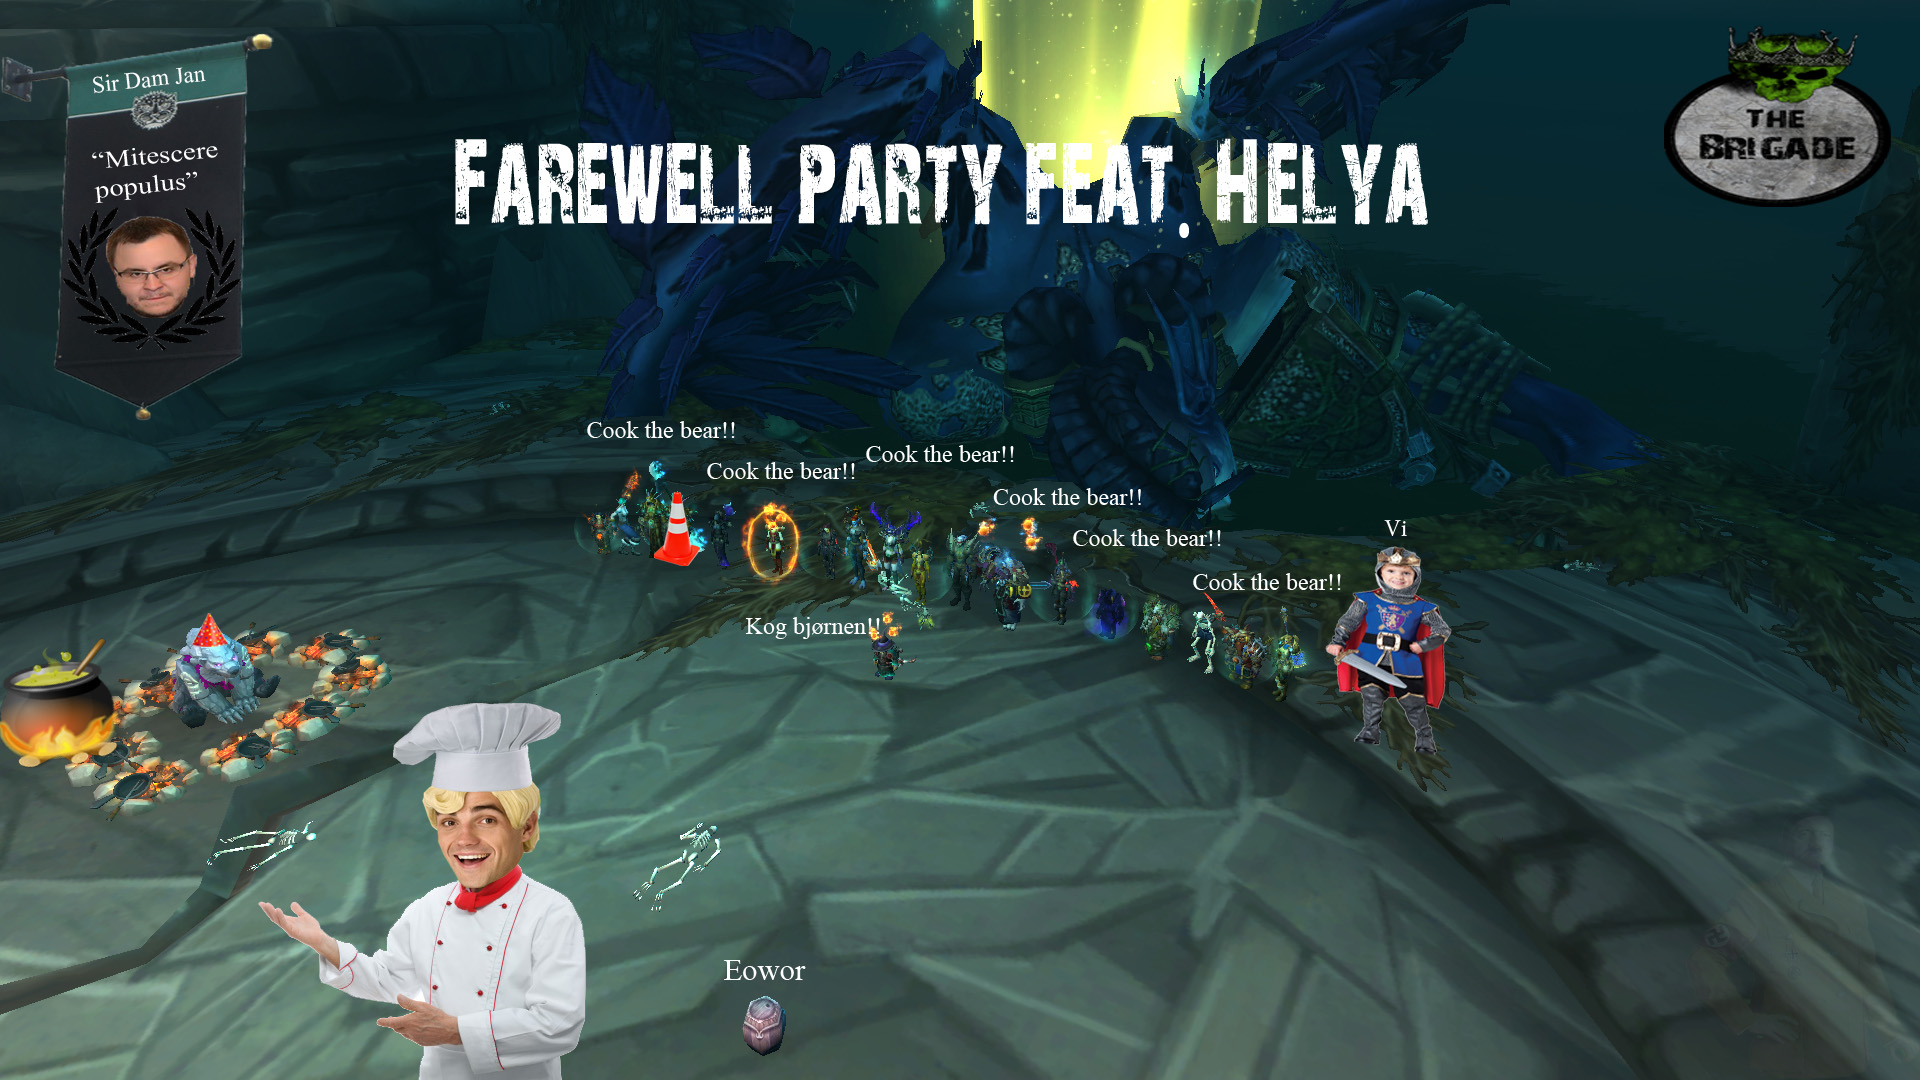 Sir Dam Jan
“Mitescere
populus”
FAREWELL PARTY FEAT. HELYA
THE
BRIGADE
Cook the bear!!
Cook the bear!!
Cook the bear!!
Cook the bear!!
Cook the bear!!
Cook the bear!!
Vi
Kog bjørnen!!
Eowor